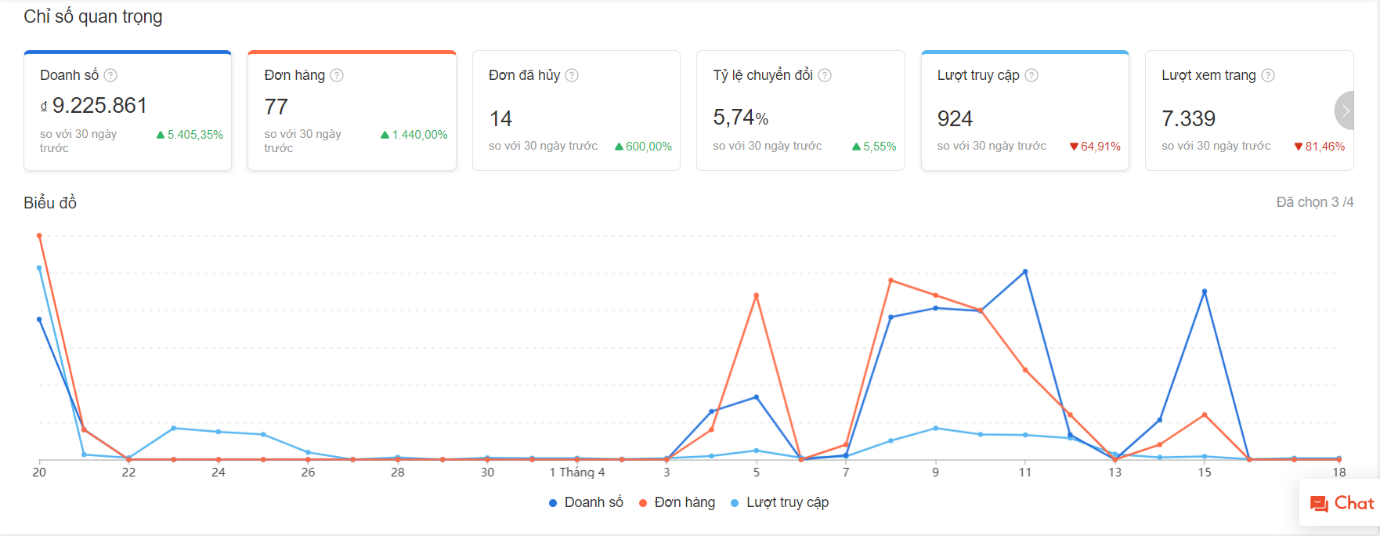 Chỉ số quan trọng
Doanh số
Đơn hàng
Đơn đã hủy
Tỷ lệ chuyển đổi
Lượt truy cập
Lượt xem trang
₫ 9.225.861
77
14
5,74%
924
7.339
so với 30 ngày trước
5.405,35%
so với 30 ngày trước
1.440,00%
so với 30 ngày trước
600,00%
so với 30 ngày trước
5,55%
so với 30 ngày trước
64,91%
so với 30 ngày trước
81,46%
Biểu đồ
Đã chọn 3 /4
20 22 24 26 28 30 1 Tháng 4 3 5 7 9 11 13 15 18
Doanh số Đơn hàng Lượt truy cập
Chat